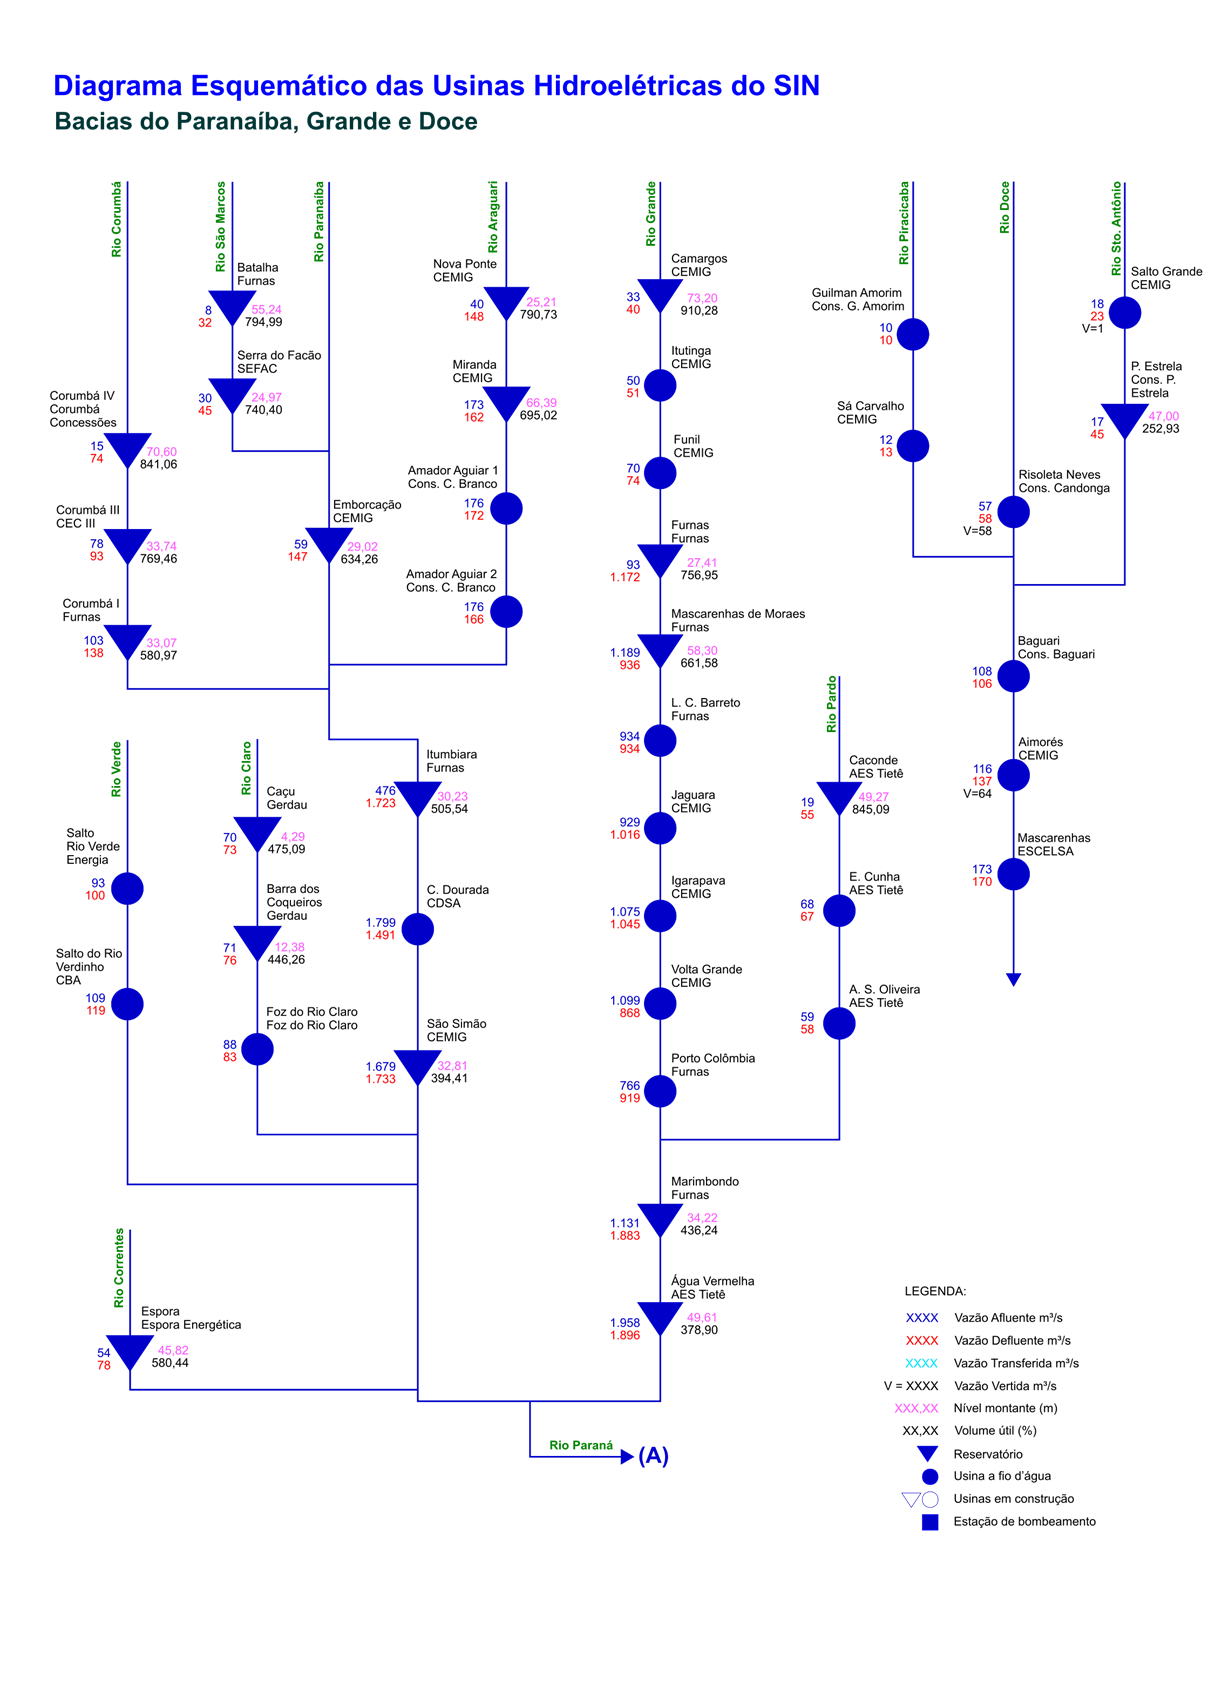 Diagrama Esquemático das Usinas Hidroelétricas do SIN
Bacias do Paranaíba, Grande e Doce
Rio Corumbá
Corumbá IV
Corumbá
Concessões
15
74
70,60
841,06
Corumbá III
CEC III
78
93
33,74
769,46
Corumbá I
Furnas
103
138
33,07
580,97
Rio São Marcos
Batalha
Furnas
8
32
55,24
794,99
Serra do Facão
SEFAC
30
45
24,97
740,40
Rio Paranaíba
Emborcação
CEMIG
59
147
29,02
634,26
Rio Araguari
Nova Ponte
CEMIG
40
148
25,21
790,73
Miranda
CEMIG
173
162
66,39
695,02
Amador Aguiar 1
Cons. C. Branco
176
172
Amador Aguiar 2
Cons. C. Branco
176
166
Itumbiara
Furnas
476
1.723
30,23
505,54
C. Dourada
CDSA
1.799
1.491
São Simão
CEMIG
1.679
1.733
32,81
394,41
Rio Verde
Salto
Rio Verde
Energia
93
100
Salto do Rio
Verdinho
CBA
109
119
Rio Claro
Caçu
Gerdau
70
73
4,29
475,09
Barra dos
Coqueiros
Gerdau
71
76
12,38
446,26
Foz do Rio Claro
Foz do Rio Claro
88
83
Rio Correntes
Espora
Espora Energética
54
78
45,82
580,44
Rio Grande
Camargos
CEMIG
33
40
73,20
910,28
Itutinga
CEMIG
50
51
Funil
CEMIG
70
74
Furnas
Furnas
93
1.172
27,41
756,95
Mascarenhas de Moraes
Furnas
1.189
936
58,30
661,58
L. C. Barreto
Furnas
934
934
Jaguara
CEMIG
929
1.016
Igarapava
CEMIG
1.075
1.045
Volta Grande
CEMIG
1.099
868
Porto Colômbia
Furnas
766
919
Rio Pardo
Caconde
AES Tietê
19
55
49,27
845,09
E. Cunha
AES Tietê
68
67
A. S. Oliveira
AES Tietê
59
58
Marimbondo
Furnas
1.131
1.883
34,22
436,24
Água Vermelha
AES Tietê
1.958
1.896
49,61
378,90
Rio Paraná
(A)
Rio Piracicaba
Guilman Amorim
Cons. G. Amorim
10
10
Sá Carvalho
CEMIG
12
13
Rio Doce
Risoleta Neves
Cons. Candonga
57
58
V=58
Rio Sto. Antônio
Salto Grande
CEMIG
18
23
V=1
P. Estrela
Cons. P.
Estrela
17
45
47,00
252,93
Baguari
Cons. Baguari
108
106
Aimorés
CEMIG
116
137
V=64
Mascarenhas
ESCELSA
173
170
LEGENDA:
XXXX Vazão Afluente m³/s
XXXX Vazão Defluente m³/s
XXXX Vazão Transferida m³/s
V = XXXX Vazão Vertida m³/s
XXX,XX Nível montante (m)
XX,XX Volume útil (%)
Reservatório
Usina a fio d'água
Usinas em construção
Estação de bombeamento